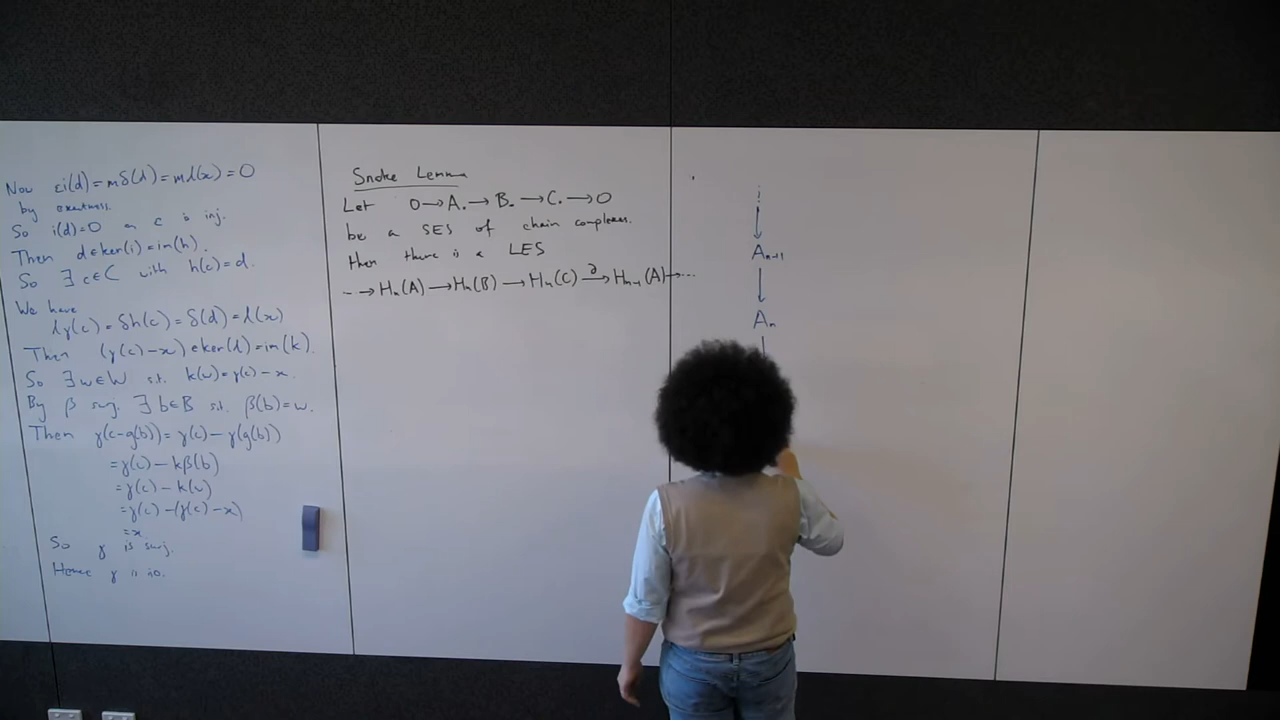 Now εi(d)=mδ(d)=ml(x)=0
by exactness.
So i(d)=0 as ε is inj.
Then d∈ker(i)=im(h).
So ∃ c∈C with h(c)=d.
We have
lγ(c)=δh(c)=δ(d)=l(x)
Then (γ(c)-x)∈ker(l)=im(k).
So ∃w∈W s.t. k(w)=γ(c)-x.
By β surj. ∃ b∈B s.t. β(b)=w.
Then γ(c-g(b))=γ(c)-γ(g(b))
=γ(c)-kβ(b)
=γ(c)-k(w)
=γ(c)-(γ(c)-x)
=x
So γ is surj.
Hence γ is iso.
Snake Lemma
Let 0→A.→B.→C.→0
be a SES of chain complexes.
then there is a LES
...→Hₙ(A)→Hₙ(B)→Hₙ(C)→∂ Hₙ₋₁(A)→...
⋮
↓
Aₙ₊₁
↓
Aₙ